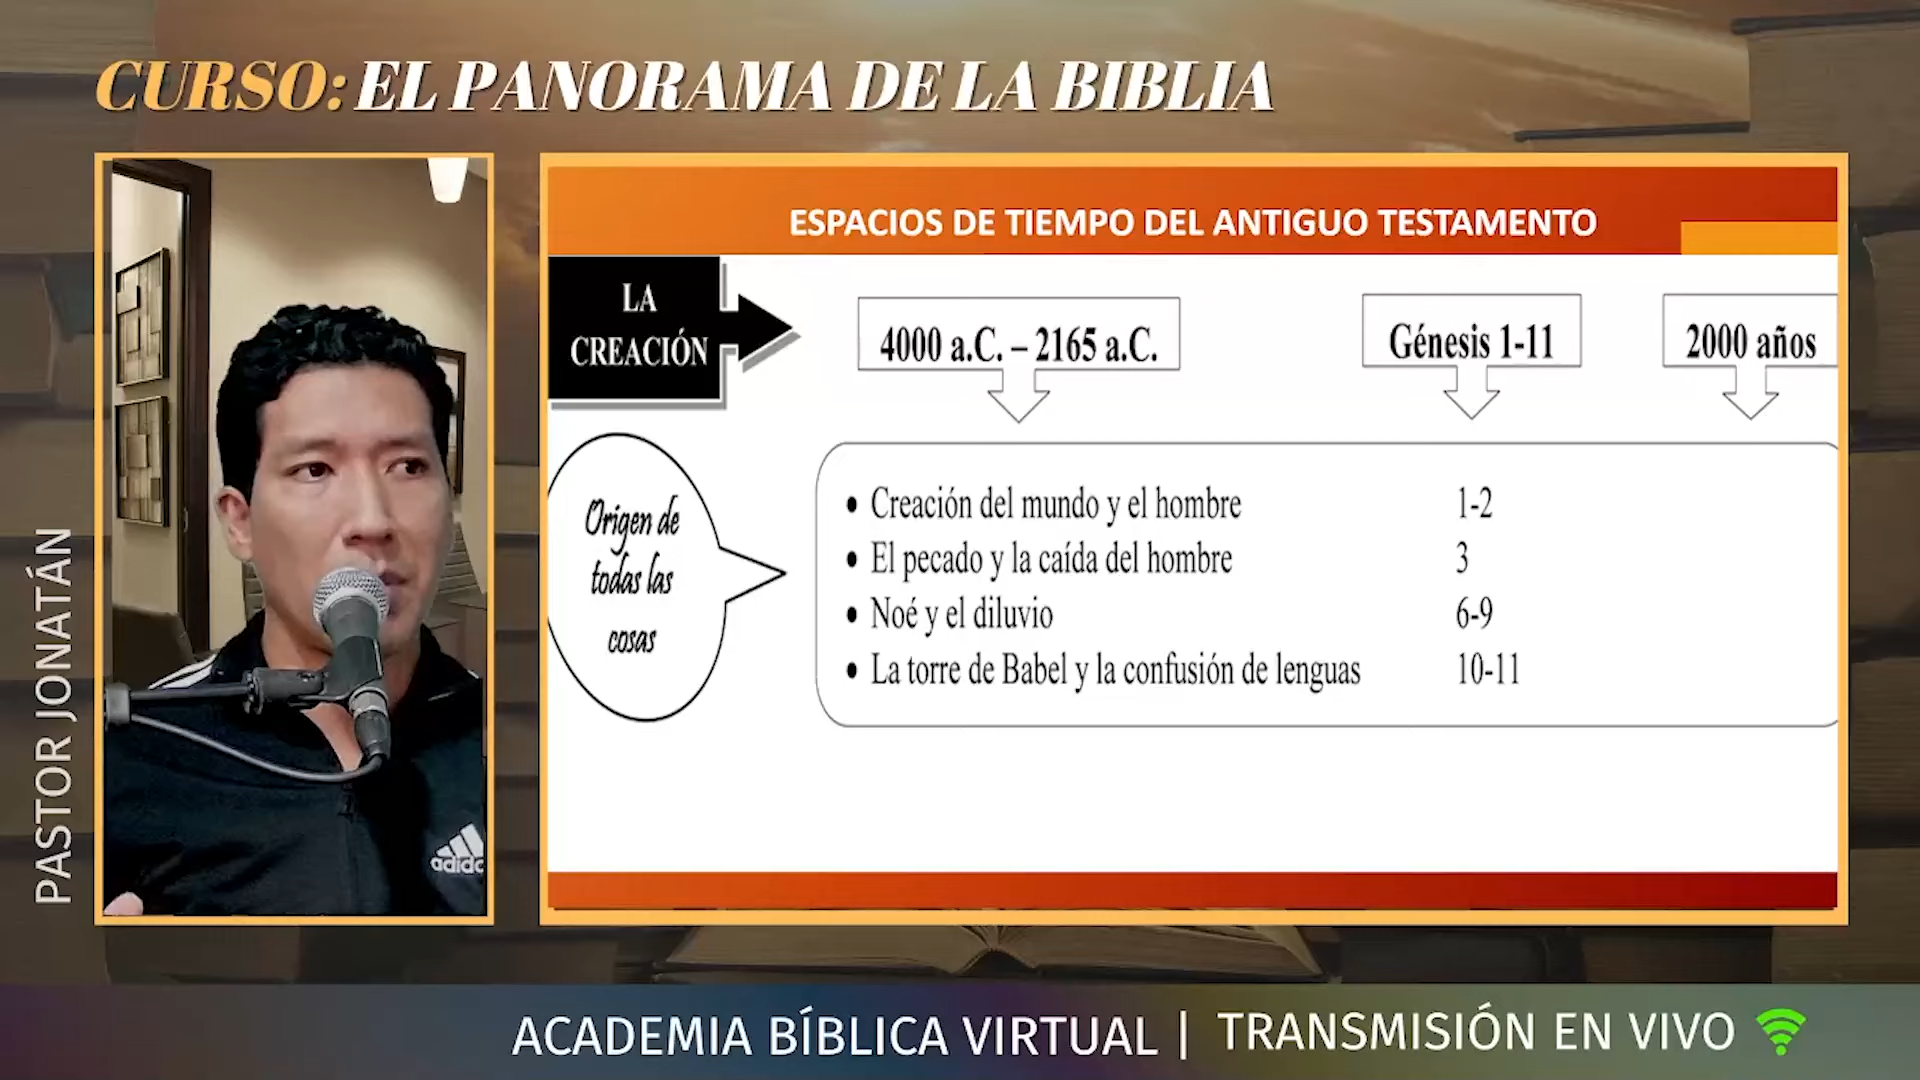 CURSO: EL PANORAMA DE LA BIBLIA
PASTOR JONATÁN
ESPACIOS DE TIEMPO DEL ANTIGUO TESTAMENTO
LA
CREACIÓN
4000 a.C. – 2165 a.C.
Génesis 1-11
2000 años
Origen de
todas las
cosas
• Creación del mundo y el hombre 1-2
• El pecado y la caída del hombre 3
• Noé y el diluvio 6-9
• La torre de Babel y la confusión de lenguas 10-11
adidc
ACADEMIA BÍBLICA VIRTUAL | TRANSMISIÓN EN VIVO